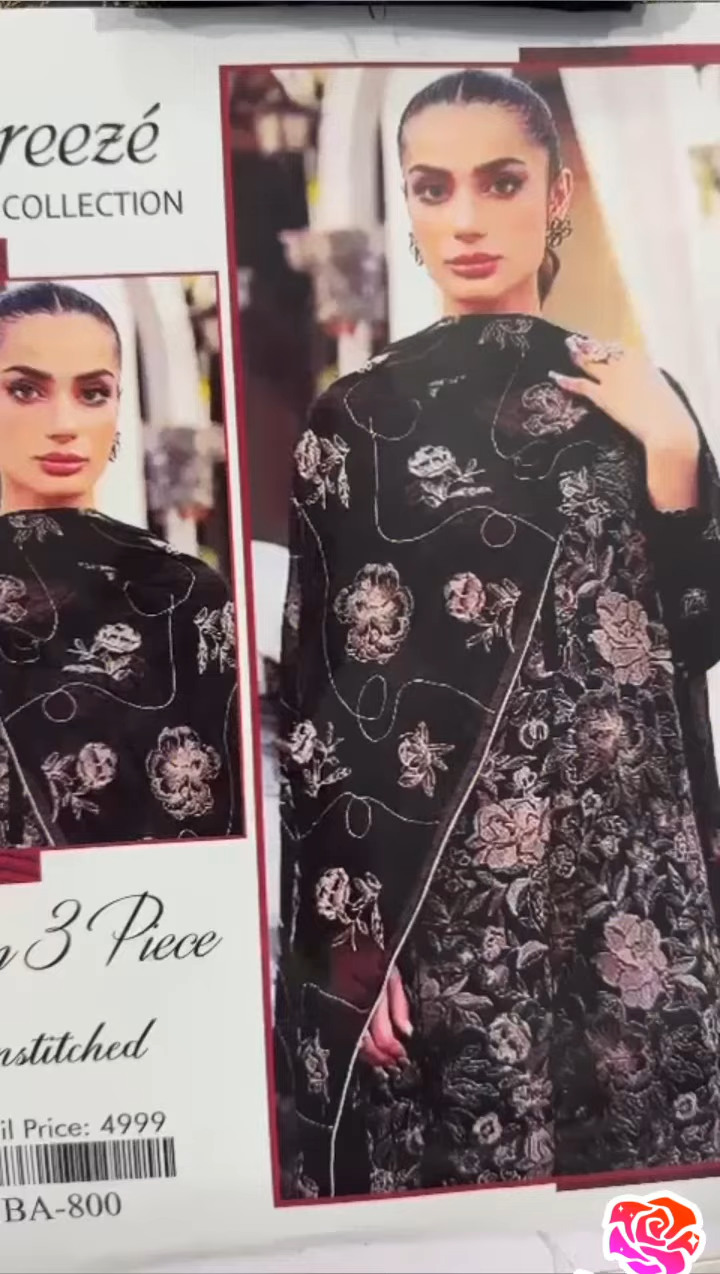 reezé
COLLECTION
3 Piece
nstitched
il Price: 4999
BA-800